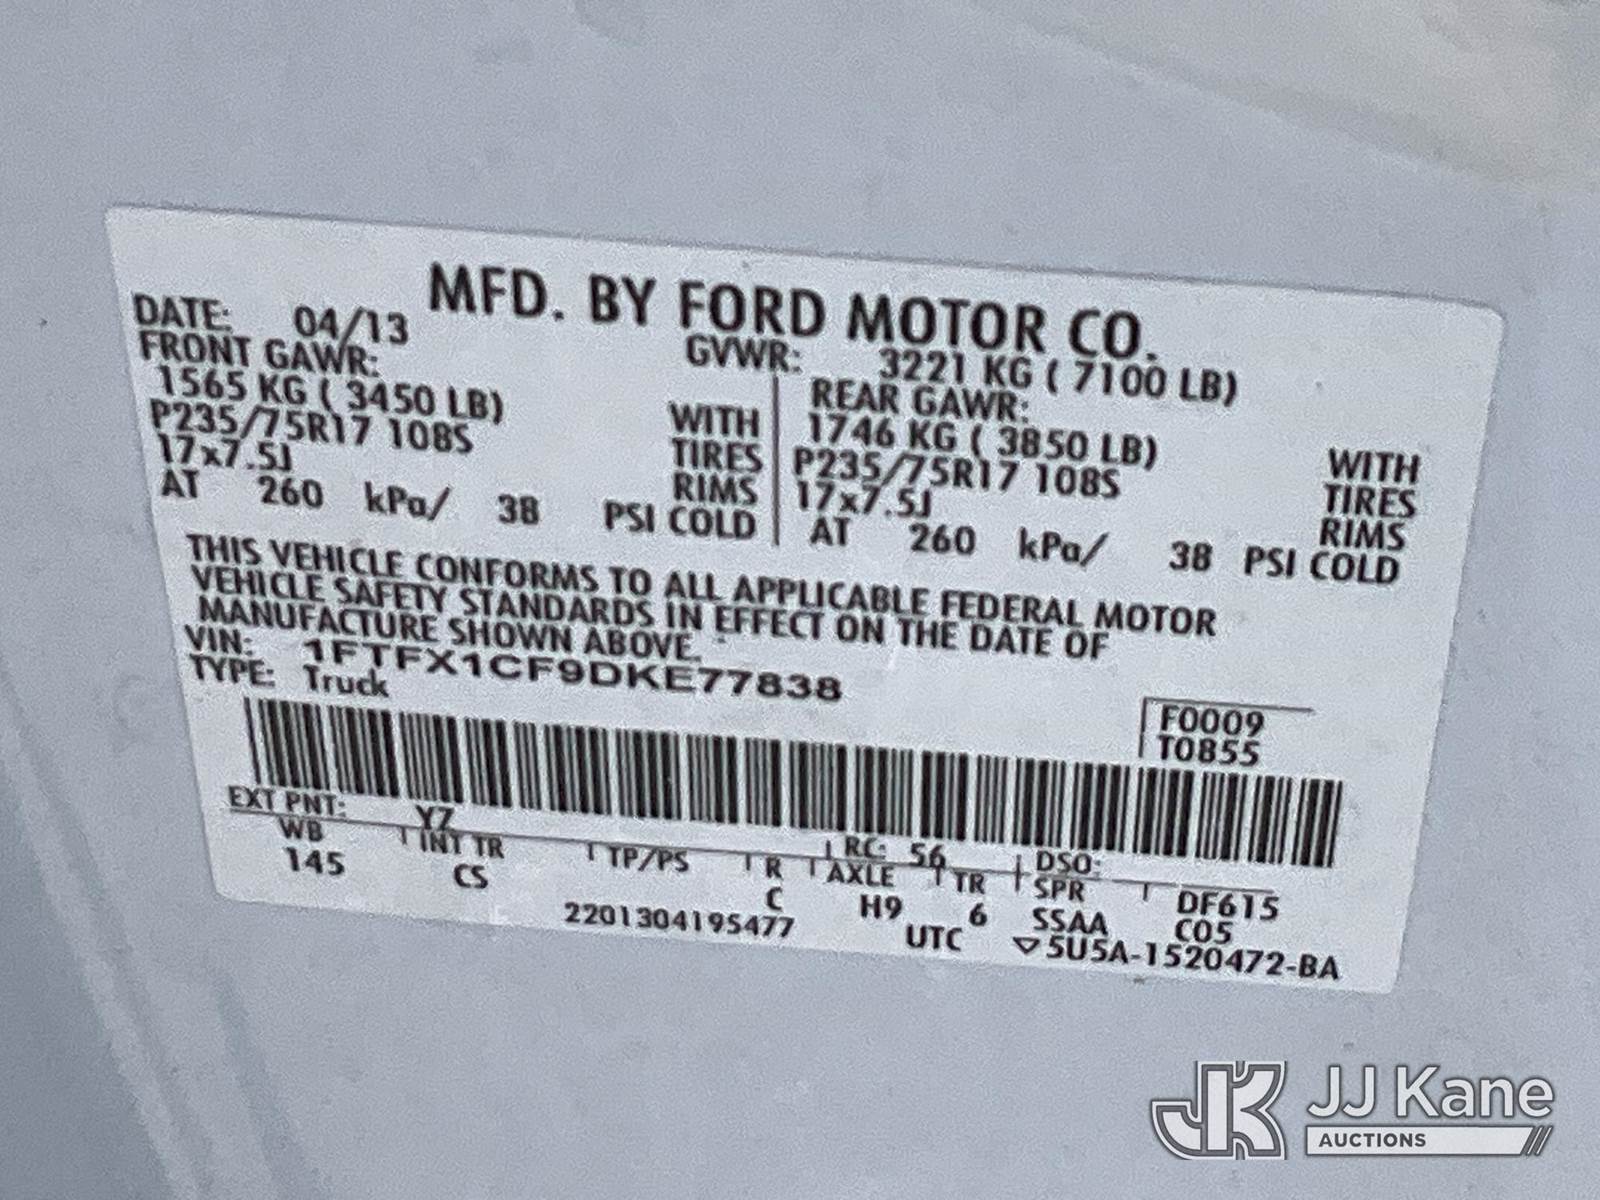 MFD. BY FORD MOTOR CO.
DATE: 04/13 GVWR: 3221 KG ( 7100 LB)
FRONT GAWR: REAR GAWR:
1565 KG ( 3450 LB) WITH 1746 KG ( 3850 LB) WITH
P235/75R17 108S TIRES P235/75R17 108S TIRES
17x7.5J RIMS 17x7.5J RIMS
AT 260 kPa/ 38 PSI COLD AT 260 kPa/ 38 PSI COLD
THIS VEHICLE CONFORMS TO ALL APPLICABLE FEDERAL MOTOR
VEHICLE SAFETY STANDARDS IN EFFECT ON THE DATE OF
MANUFACTURE SHOWN ABOVE.
VIN: 1FTFX1CF9DKE77838
TYPE: Truck
F0009
T0855
EXT PNT: YZ RC: 56 DSO:
WB INT TR TP/PS R AXLE TR SPR DF615
145 CS C H9 6 SSAA C05
2201304195477 UTC ▽5U5A-1520472-BA
JK JJ Kane
AUCTIONS